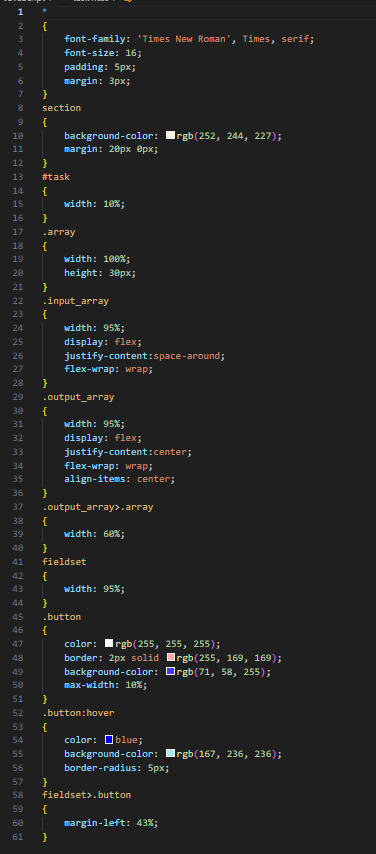 1 *
2 {
3 font-family: 'Times New Roman', Times, serif;
4 font-size: 16;
5 padding: 5px;
6 margin: 3px;
7 }
8 section
9 {
10 background-color: rgb(252, 244, 227);
11 margin: 20px 0px;
12 }
13 #task
14 {
15 width: 10%;
16 }
17 .array
18 {
19 width: 100%;
20 height: 30px;
21 }
22 .input_array
23 {
24 width: 95%;
25 display: flex;
26 justify-content:space-around;
27 flex-wrap: wrap;
28 }
29 .output_array
30 {
31 width: 95%;
32 display: flex;
33 justify-content:center;
34 flex-wrap: wrap;
35 align-items: center;
36 }
37 .output_array>.array
38 {
39 width: 60%;
40 }
41 fieldset
42 {
43 width: 95%;
44 }
45 .button
46 {
47 color: rgb(255, 255, 255);
48 border: 2px solid rgb(255, 169, 169);
49 background-color: rgb(71, 58, 255);
50 max-width: 10%;
51 }
52 .button:hover
53 {
54 color: blue;
55 background-color: rgb(167, 236, 236);
56 border-radius: 5px;
57 }
58 fieldset>.button
59 {
60 margin-left: 43%;
61 }